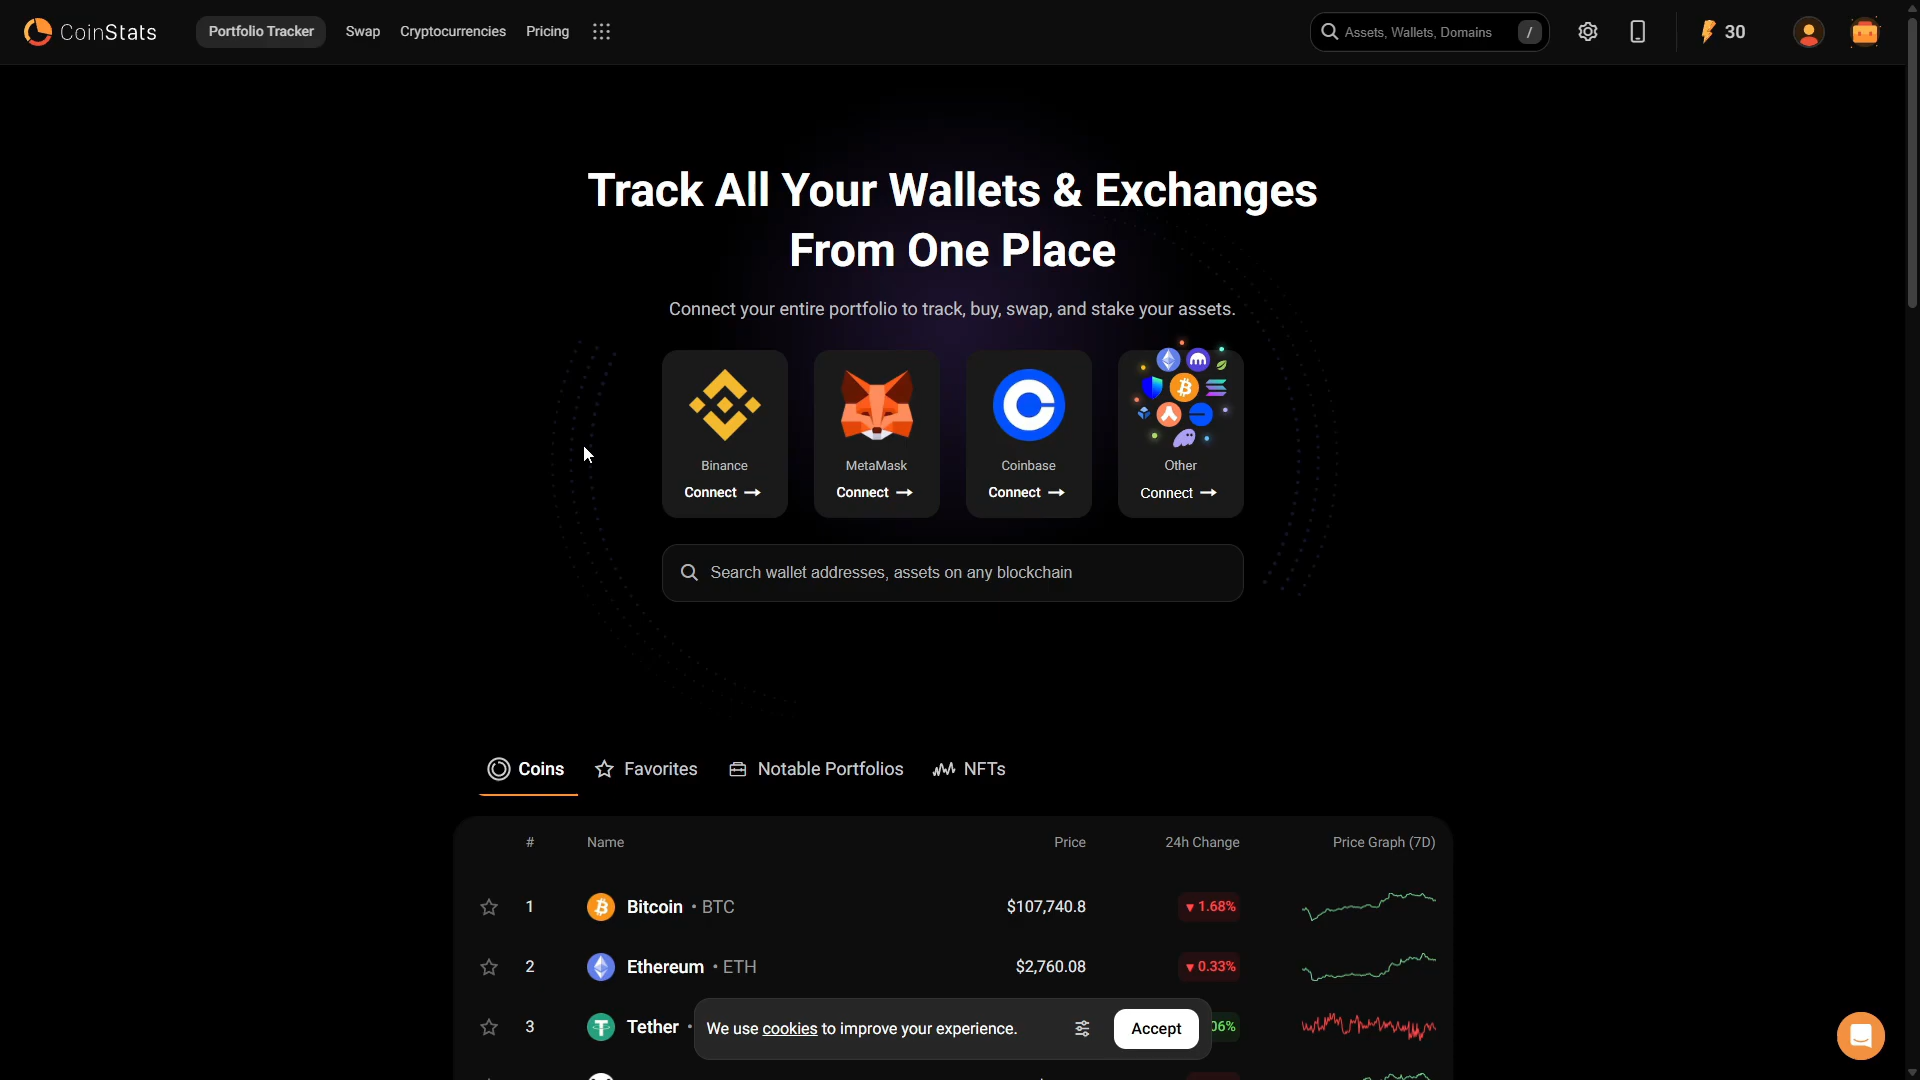 CoinStats
Portfolio Tracker
Swap
Cryptocurrencies
Pricing
Assets, Wallets, Domains
/
30
Track All Your Wallets & Exchanges
From One Place
Connect your entire portfolio to track, buy, swap, and stake your assets.
Binance
Connect →
MetaMask
Connect →
Coinbase
Connect →
Other
Connect →
Search wallet addresses, assets on any blockchain
Coins
Favorites
Notable Portfolios
NFTs
# Name Price 24h Change Price Graph (7D)
1 Bitcoin • BTC $107,740.8 ▾ 1.68%
2 Ethereum • ETH $2,760.08 ▾ 0.33%
3 Tether • 06%
We use cookies to improve your experience.
Accept